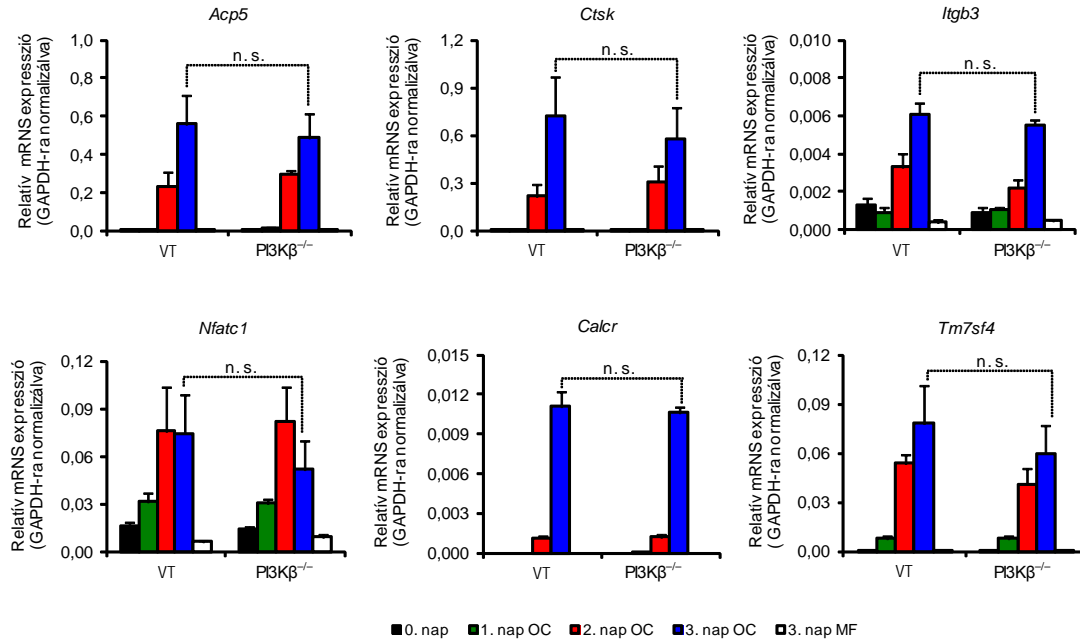 Acp5
Relatív mRNS expresszió
(GAPDH-ra normalizálva)
1,0
0,8
0,6
0,4
0,2
0,0
n. s.
VT
PI3Kβ⁻/⁻
Ctsk
Relatív mRNS expresszió
(GAPDH-ra normalizálva)
1,2
0,9
0,6
0,3
0,0
n. s.
VT
PI3Kβ⁻/⁻
Itgb3
Relatív mRNS expresszió
(GAPDH-ra normalizálva)
0,010
0,008
0,006
0,004
0,002
0,000
n. s.
VT
PI3Kβ⁻/⁻
Nfatc1
Relatív mRNS expresszió
(GAPDH-ra normalizálva)
0,12
0,09
0,06
0,03
0,00
n. s.
VT
PI3Kβ⁻/⁻
Calcr
Relatív mRNS expresszió
(GAPDH-ra normalizálva)
0,015
0,012
0,009
0,006
0,003
0,000
n. s.
VT
PI3Kβ⁻/⁻
Tm7sf4
Relatív mRNS expresszió
(GAPDH-ra normalizálva)
0,12
0,09
0,06
0,03
0,00
n. s.
VT
PI3Kβ⁻/⁻
0. nap 1. nap OC 2. nap OC 3. nap OC 3. nap MF